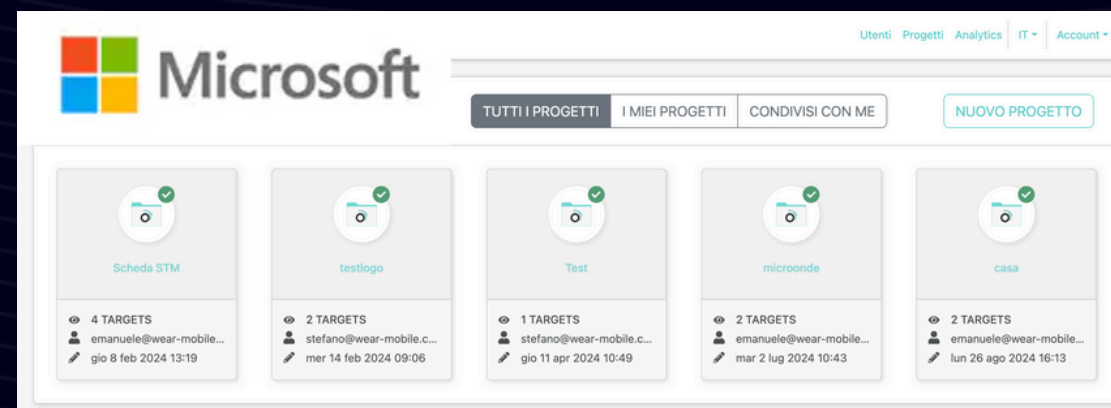 Microsoft
Utenti Progetti Analytics IT Account
TUTTI I PROGETTI I MIEI PROGETTI CONDIVISI CON ME NUOVO PROGETTO
Scheda STM
4 TARGETS
emanuele@wear-mobile...
gio 8 feb 2024 13:19
testlogo
2 TARGETS
stefano@wear-mobile.c...
mer 14 feb 2024 09:06
Test
1 TARGETS
stefano@wear-mobile.c...
gio 11 apr 2024 10:49
microonde
2 TARGETS
emanuele@wear-mobile...
mar 2 lug 2024 10:43
casa
2 TARGETS
emanuele@wear-mobile...
lun 26 ago 2024 16:13